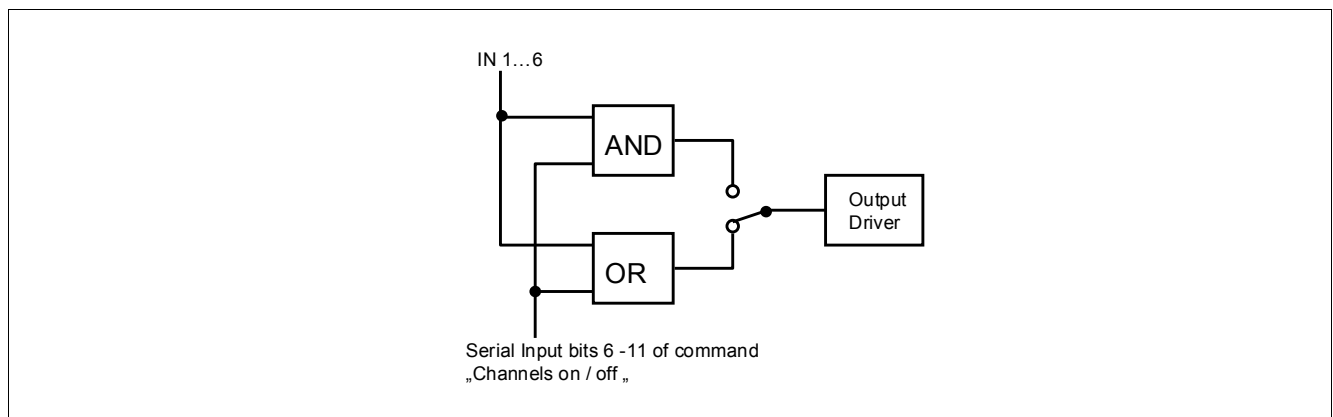 IN 1...6
AND
OR
Output
Driver
Serial Input bits 6 -11 of command
„Channels on / off „